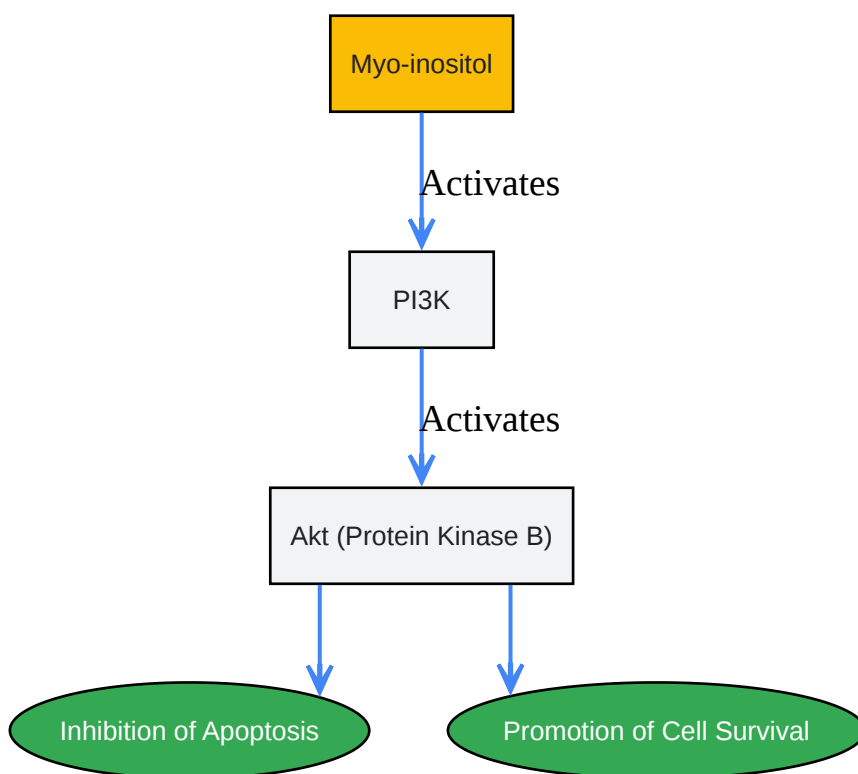 Myo-inositol
Activates
PI3K
Activates
Akt (Protein Kinase B)
Inhibition of Apoptosis
Promotion of Cell Survival